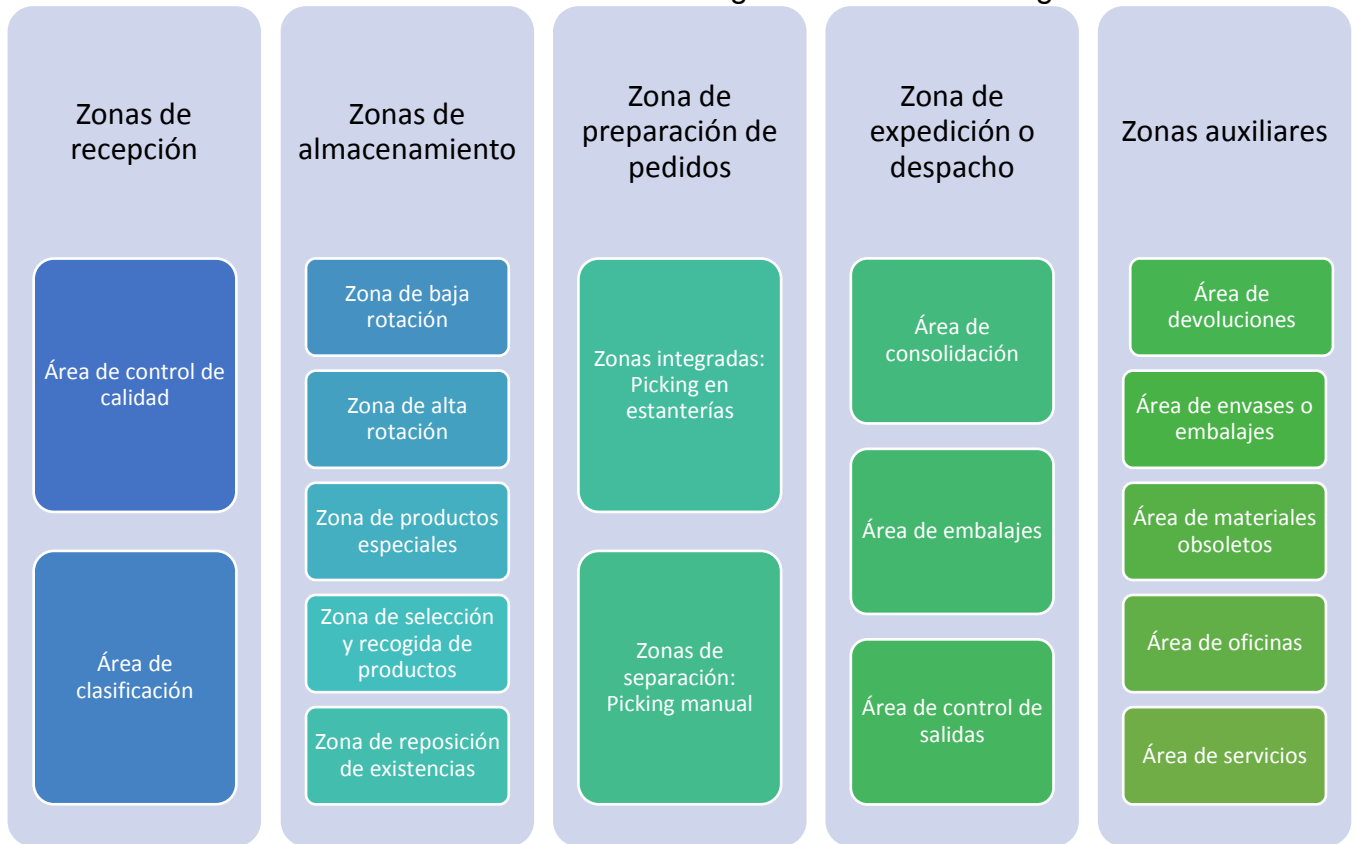 Zonas de
recepción
Área de control de
calidad
Área de
clasificación
Zonas de
almacenamiento
Zona de baja
rotación
Zona de alta
rotación
Zona de productos
especiales
Zona de selección
y recogida de
productos
Zona de reposición
de existencias
Zona de
preparación de
pedidos
Zonas integradas:
Picking en
estanterías
Zonas de
separación:
Picking manual
Zona de
expedición o
despacho
Área de
consolidación
Área de embalajes
Área de control de
salidas
Zonas auxiliares
Área de
devoluciones
Área de envases o
embalajes
Área de materiales
obsoletos
Área de oficinas
Área de servicios